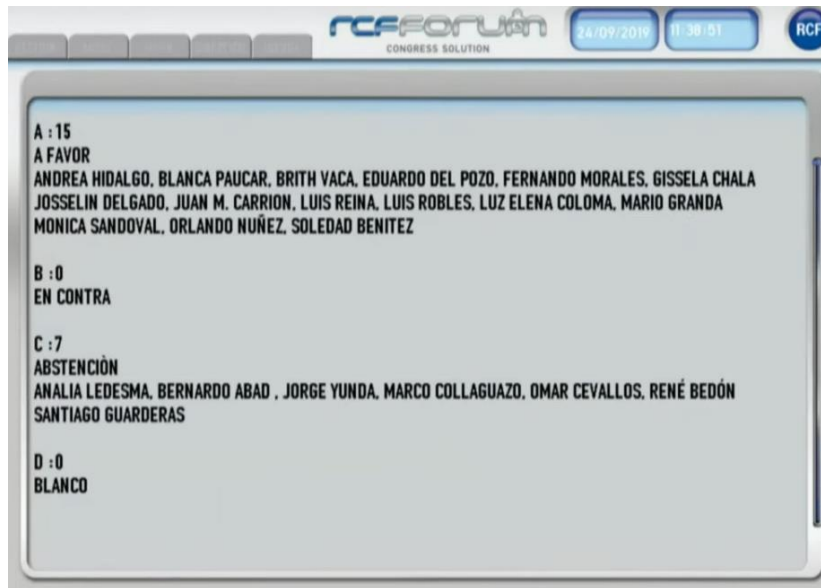 RCFFORUM
CONGRESS SOLUTION
24/09/2019
11:38:51
RCF
A :15
A FAVOR
ANDREA HIDALGO, BLANCA PAUCAR, BRITH VACA, EDUARDO DEL POZO, FERNANDO MORALES, GISSELA CHALA
JOSSELIN DELGADO, JUAN M. CARRION, LUIS REINA, LUIS ROBLES, LUZ ELENA COLOMA, MARIO GRANDA
MONICA SANDOVAL, ORLANDO NUÑEZ, SOLEDAD BENITEZ
B :0
EN CONTRA
C :7
ABSTENCIÒN
ANALIA LEDESMA, BERNARDO ABAD , JORGE YUNDA, MARCO COLLAGUAZO, OMAR CEVALLOS, RENÉ BEDÓN
SANTIAGO GUARDERAS
D :0
BLANCO